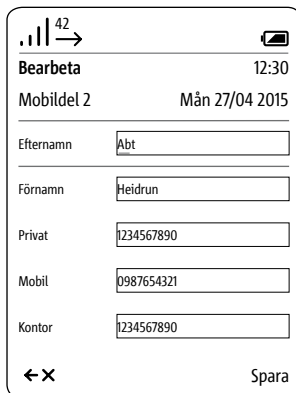 42
Bearbeta 12:30
Mobildel 2 Mån 27/04 2015
Efternamn Abt
Förnamn Heidrun
Privat 1234567890
Mobil 0987654321
Kontor 1234567890
Spara